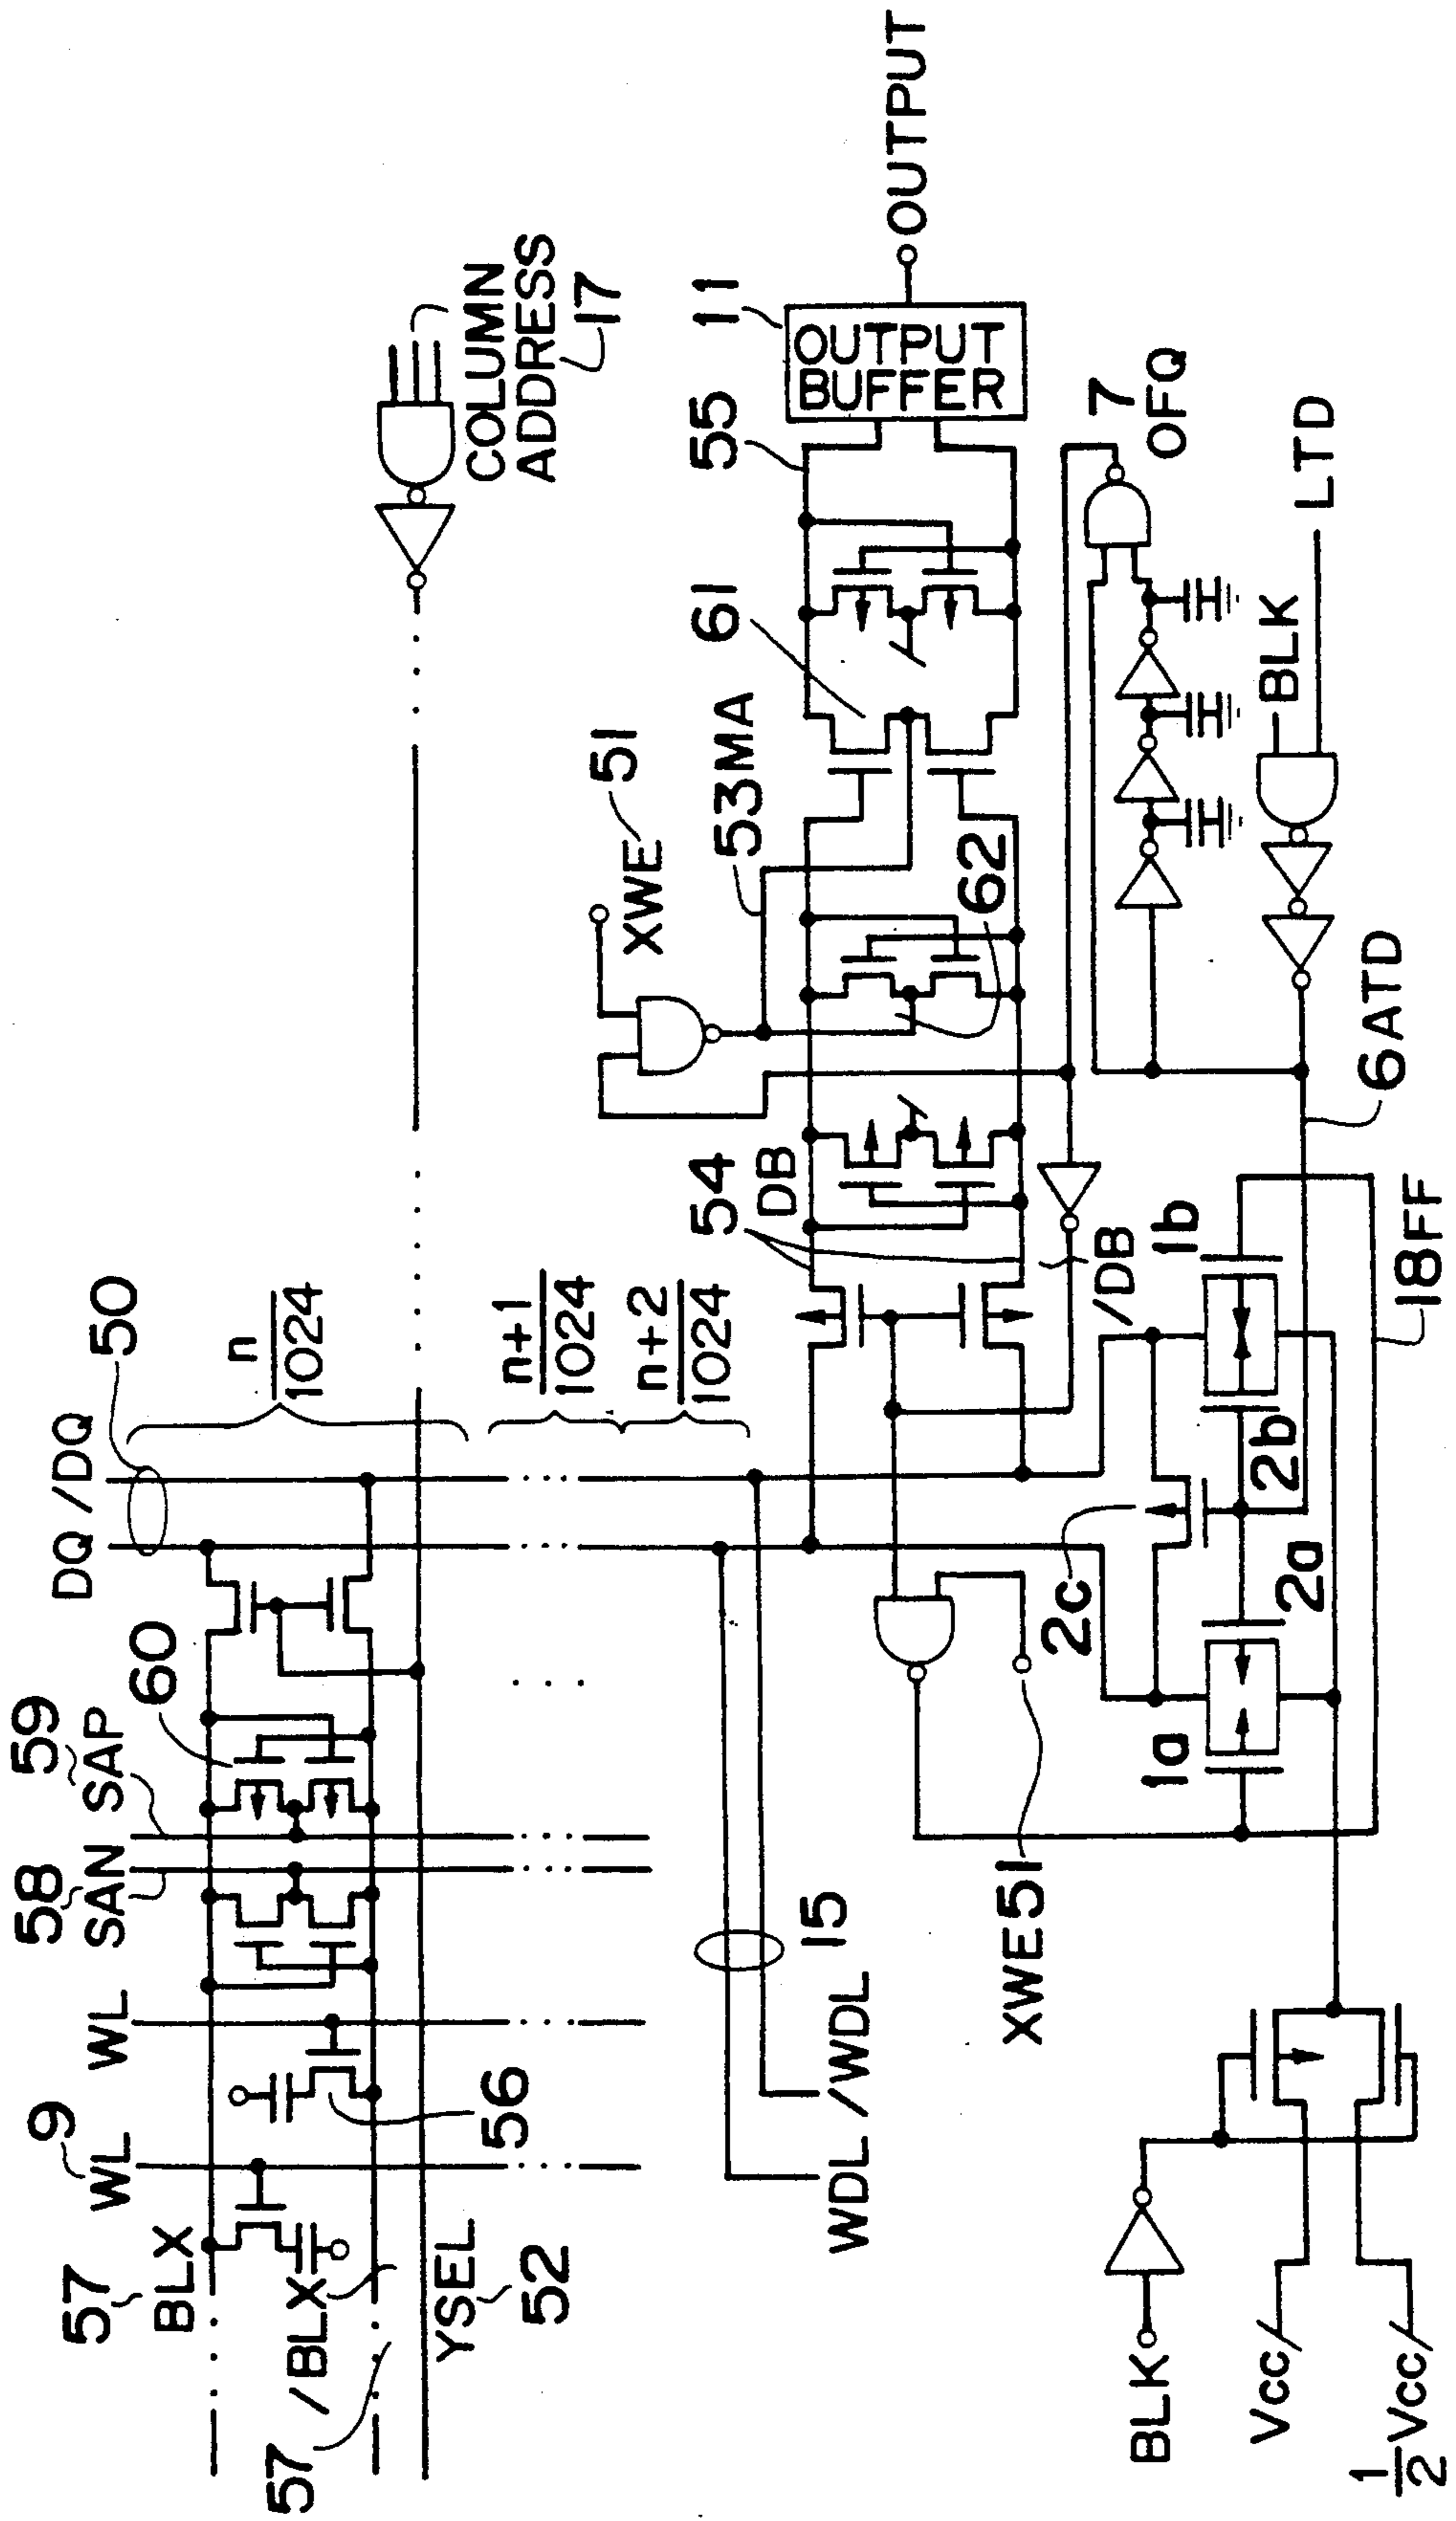 57 BLX
57 /BLX
9 WL
WL
56
58 SAN
59 SAP
60
DQ /DQ
50
n
1024
n+1
1024
n+2
1024
YSEL
52
COLUMN
ADDRESS
17
WDL /WDL
15
XWE 51
53MA
54
DB
/DB
62
61
55
11
OUTPUT
BUFFER
OUTPUT
XWE51
7
OFQ
BLK
LTD
6ATD
1a
2a
2b
1b
2c
18FF
BLK
Vcc
1
2
Vcc